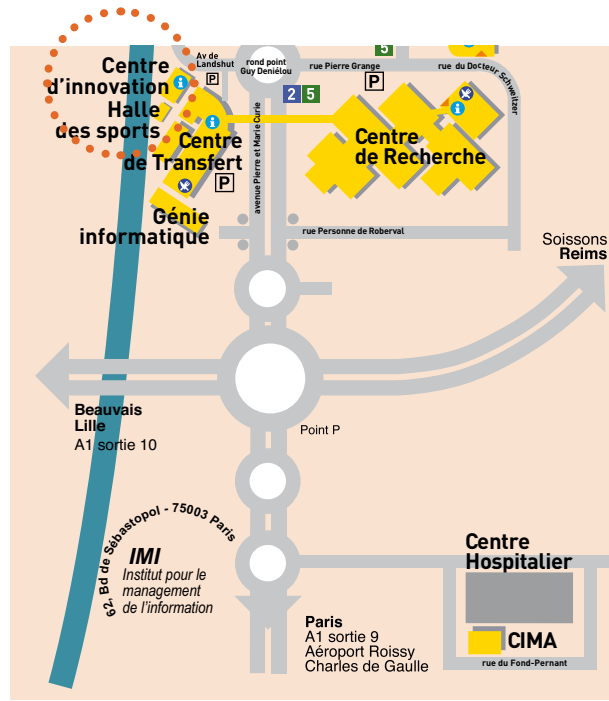 Av de
Landshut
P
rond point
Guy Deniélou
rue Pierre Grange
5
rue du Docteur Schweitzer
Centre
d'innovation
i
Halle
des sports
2 5
P
i
i
Centre
de Transfert
P
avenue Pierre et Marie Curie
Centre
de Recherche
Génie
informatique
rue Personne de Roberval
Soissons
Reims
Beauvais
Lille
A1 sortie 10
Point P
62, Bd de Sébastopol - 75003 Paris
IMI
Institut pour le
management
de l'information
Centre
Hospitalier
CIMA
rue du Fond-Pernant
Paris
A1 sortie 9
Aéroport Roissy
Charles de Gaulle